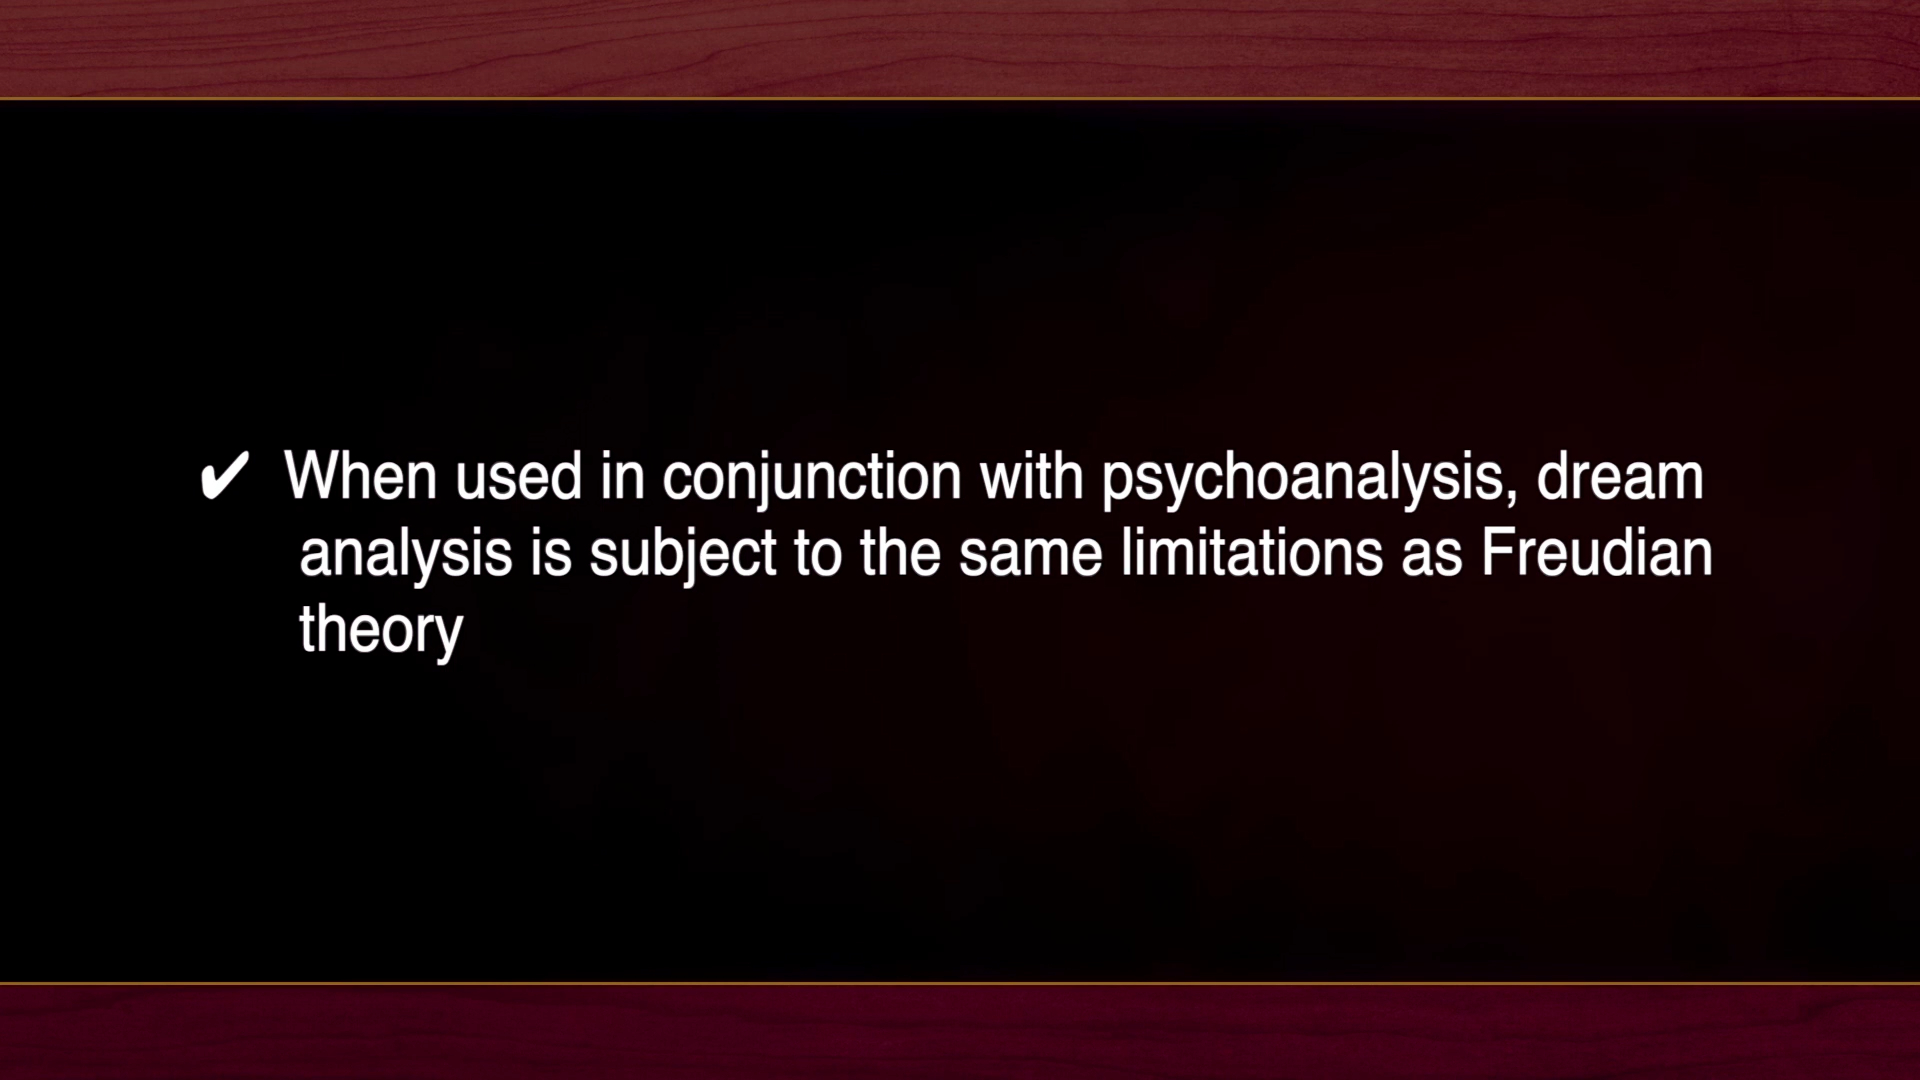 ✔ When used in conjunction with psychoanalysis, dream
analysis is subject to the same limitations as Freudian
theory